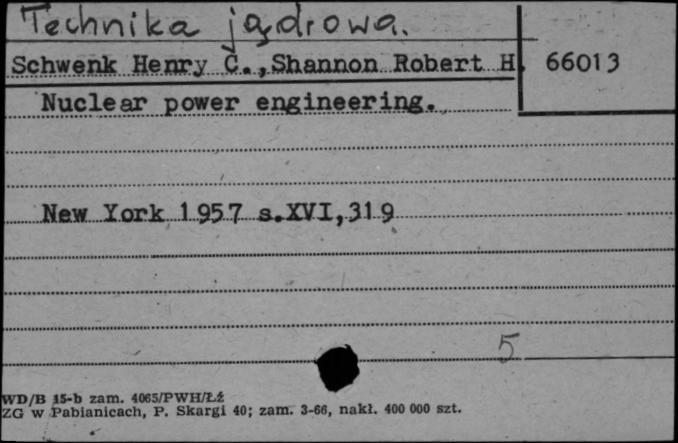 Technika jądrowa.
Schwenk Henry C.,Shannon Robert H. 66013
Nuclear power engineering.
New York 1957 s.XVI,319
5
WD/B 15-b zam. 4065/PWH/Łź
ZG w Pabianicach, P. Skargi 40; zam. 3-66, nakł. 400 000 szt.